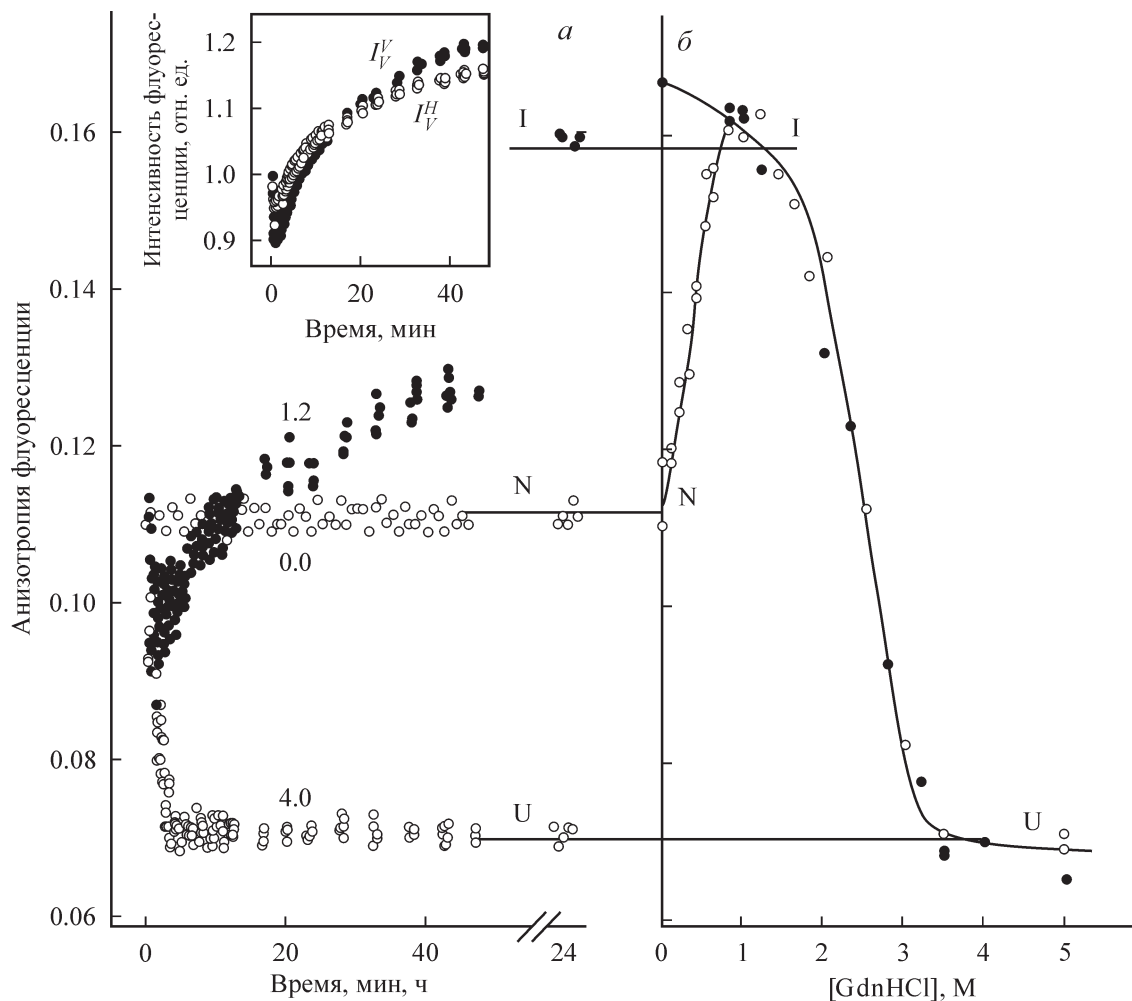 Интенсивность флуорес-
ценции, отн. ед.
1.2
1.1
1.0
0.9
I_V^V
I_V^H
0
20
40
Время, мин
а
б
Анизотропия флуоресценции
0.16
0.14
0.12
0.10
0.08
0.06
I
I
1.2
N
N
0.0
4.0
U
U
0
20
40
24
Время, мин, ч
0
1
2
3
4
5
[GdnHCl], М